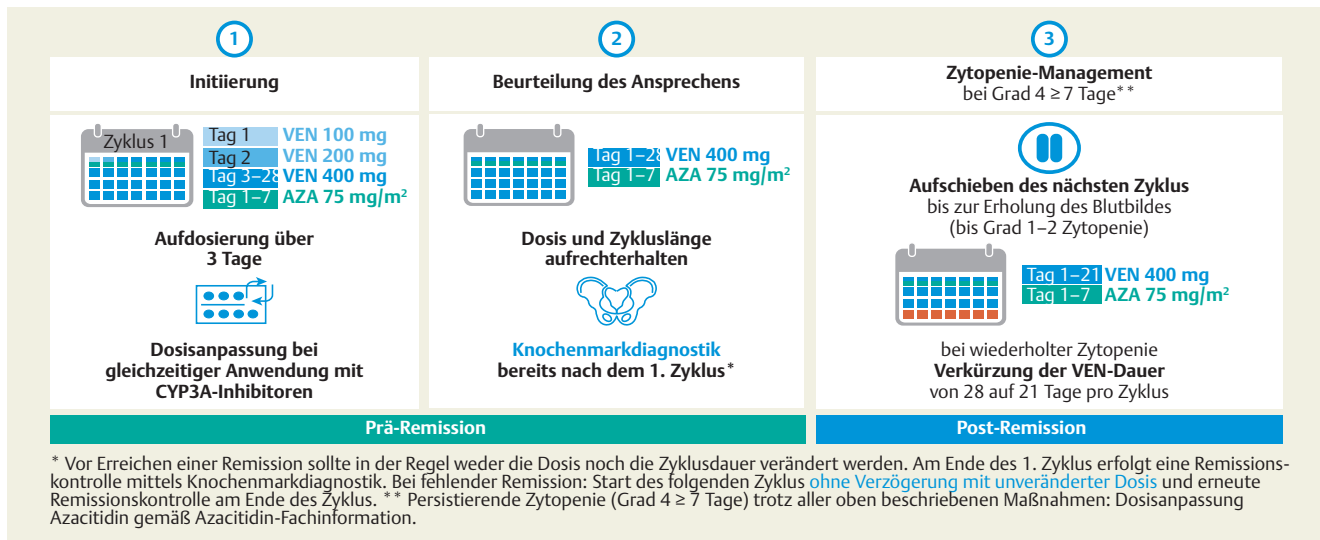 1
Initiierung
Zyklus 1
Tag 1 VEN 100 mg
Tag 2 VEN 200 mg
Tag 3–28 VEN 400 mg
Tag 1–7 AZA 75 mg/m²
Aufdosierung über
3 Tage
Dosisanpassung bei
gleichzeitiger Anwendung mit
CYP3A-Inhibitoren
2
Beurteilung des Ansprechens
Tag 1–28 VEN 400 mg
Tag 1–7 AZA 75 mg/m²
Dosis und Zykluslänge
aufrechterhalten
Knochenmarkdiagnostik
bereits nach dem 1. Zyklus*
Prä-Remission
3
Zytopenie-Management
bei Grad 4 ≥ 7 Tage**
Aufschieben des nächsten Zyklus
bis zur Erholung des Blutbildes
(bis Grad 1–2 Zytopenie)
Tag 1–21 VEN 400 mg
Tag 1–7 AZA 75 mg/m²
bei wiederholter Zytopenie
Verkürzung der VEN-Dauer
von 28 auf 21 Tage pro Zyklus
Post-Remission
* Vor Erreichen einer Remission sollte in der Regel weder die Dosis noch die Zyklusdauer verändert werden. Am Ende des 1. Zyklus erfolgt eine Remissions-
kontrolle mittels Knochenmarkdiagnostik. Bei fehlender Remission: Start des folgenden Zyklus ohne Verzögerung mit unveränderter Dosis und erneute
Remissionskontrolle am Ende des Zyklus. ** Persistierende Zytopenie (Grad 4 ≥ 7 Tage) trotz aller oben beschriebenen Maßnahmen: Dosisanpassung
Azacitidin gemäß Azacitidin-Fachinformation.